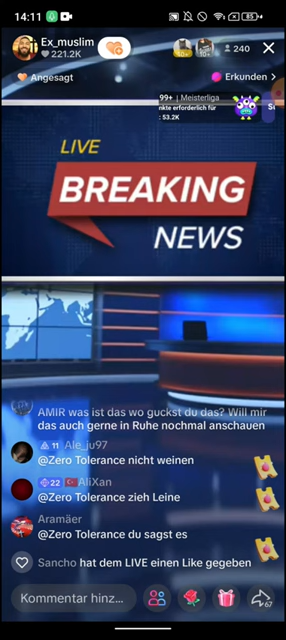 14:11
85
Ex_muslim
221.2K
10+
10+
240
Angesagt
Erkunden >
99+ | Meisterliga
nkte erforderlich für
: 53.2K
LIVE
BREAKING
NEWS
AMIR was ist das wo guckst du das? Will mir
das auch gerne in Ruhe nochmal anschauen
11 Ale_ju97
@Zero Tolerance nicht weinen
22 AliXan
@Zero Tolerance zieh Leine
Aramäer
@Zero Tolerance du sagst es
Sancho hat dem LIVE einen Like gegeben
Kommentar hinz...
67